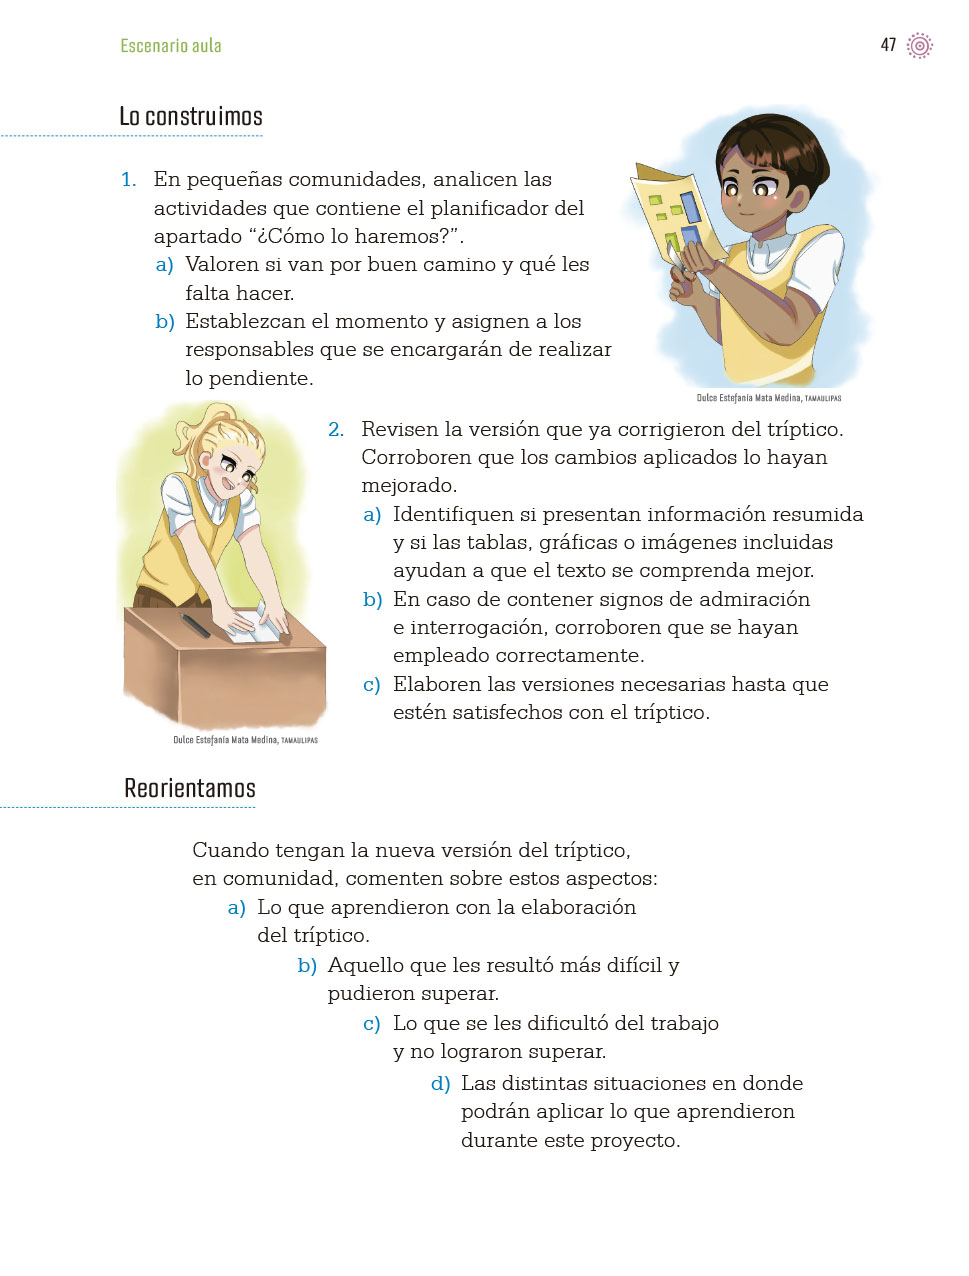 Escenario aula
47
Lo construimos
1. En pequeñas comunidades, analicen las
actividades que contiene el planificador del
apartado “¿Cómo lo haremos?”.
a) Valoren si van por buen camino y qué les
falta hacer.
b) Establezcan el momento y asignen a los
responsables que se encargarán de realizar
lo pendiente.
Dulce Estefanía Mata Medina, TAMAULIPAS
2. Revisen la versión que ya corrigieron del tríptico.
Corroboren que los cambios aplicados lo hayan
mejorado.
a) Identifiquen si presentan información resumida
y si las tablas, gráficas o imágenes incluidas
ayudan a que el texto se comprenda mejor.
b) En caso de contener signos de admiración
e interrogación, corroboren que se hayan
empleado correctamente.
c) Elaboren las versiones necesarias hasta que
estén satisfechos con el tríptico.
Dulce Estefanía Mata Medina, TAMAULIPAS
Reorientamos
Cuando tengan la nueva versión del tríptico,
en comunidad, comenten sobre estos aspectos:
a) Lo que aprendieron con la elaboración
del tríptico.
b) Aquello que les resultó más difícil y
pudieron superar.
c) Lo que se les dificultó del trabajo
y no lograron superar.
d) Las distintas situaciones en donde
podrán aplicar lo que aprendieron
durante este proyecto.